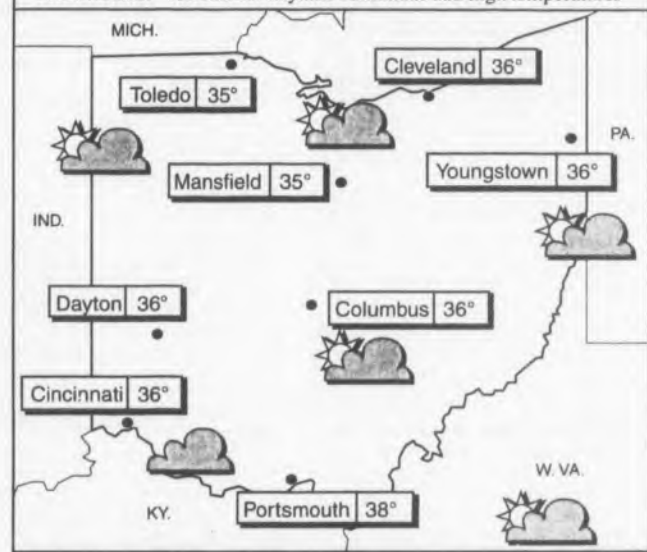 MICH.
Cleveland 36°
Toledo 35°
PA.
Mansfield 35°
Youngstown 36°
IND.
Dayton 36°
Columbus 36°
Cincinnati 36°
W. VA.
KY.
Portsmouth 38°